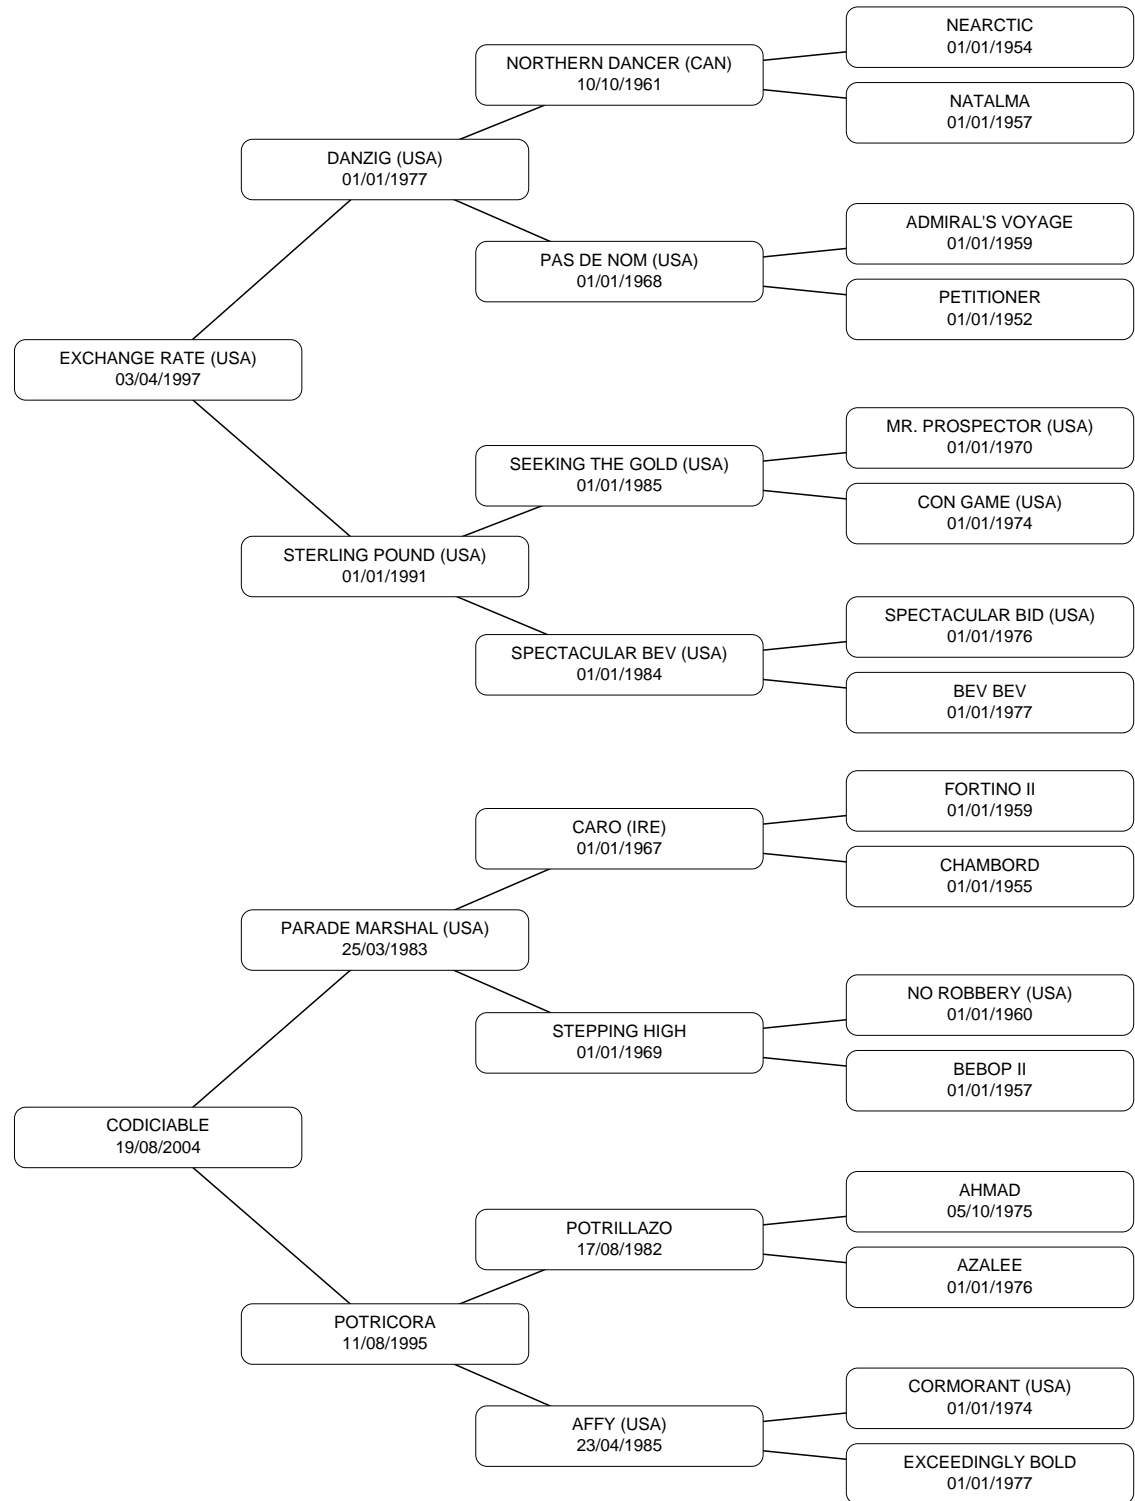 NEARCTIC
01/01/1954
NORTHERN DANCER (CAN)
10/10/1961
NATALMA
01/01/1957
DANZIG (USA)
01/01/1977
ADMIRAL'S VOYAGE
01/01/1959
PAS DE NOM (USA)
01/01/1968
PETITIONER
01/01/1952
EXCHANGE RATE (USA)
03/04/1997
MR. PROSPECTOR (USA)
01/01/1970
SEEKING THE GOLD (USA)
01/01/1985
CON GAME (USA)
01/01/1974
STERLING POUND (USA)
01/01/1991
SPECTACULAR BID (USA)
01/01/1976
SPECTACULAR BEV (USA)
01/01/1984
BEV BEV
01/01/1977
FORTINO II
01/01/1959
CARO (IRE)
01/01/1967
CHAMBORD
01/01/1955
PARADE MARSHAL (USA)
25/03/1983
NO ROBBERY (USA)
01/01/1960
STEPPING HIGH
01/01/1969
BEBOP II
01/01/1957
CODICIABLE
19/08/2004
AHMAD
05/10/1975
POTRILLAZO
17/08/1982
AZALEE
01/01/1976
POTRICORA
11/08/1995
CORMORANT (USA)
01/01/1974
AFFY (USA)
23/04/1985
EXCEEDINGLY BOLD
01/01/1977